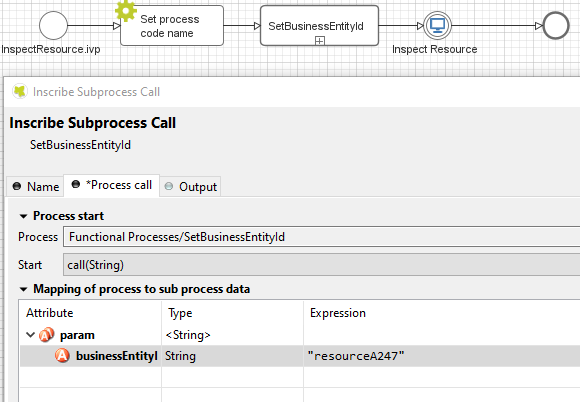 Set process
code name
SetBusinessEntityId
InspectResource.ivp
Inspect Resource
Inscribe Subprocess Call
Inscribe Subprocess Call
SetBusinessEntityId
Name
*Process call
Output
Process start
Process Functional Processes/SetBusinessEntityId
Start call(String)
Mapping of process to sub process data
Attribute Type Expression
param <String>
businessEntityI String "resourceA247"